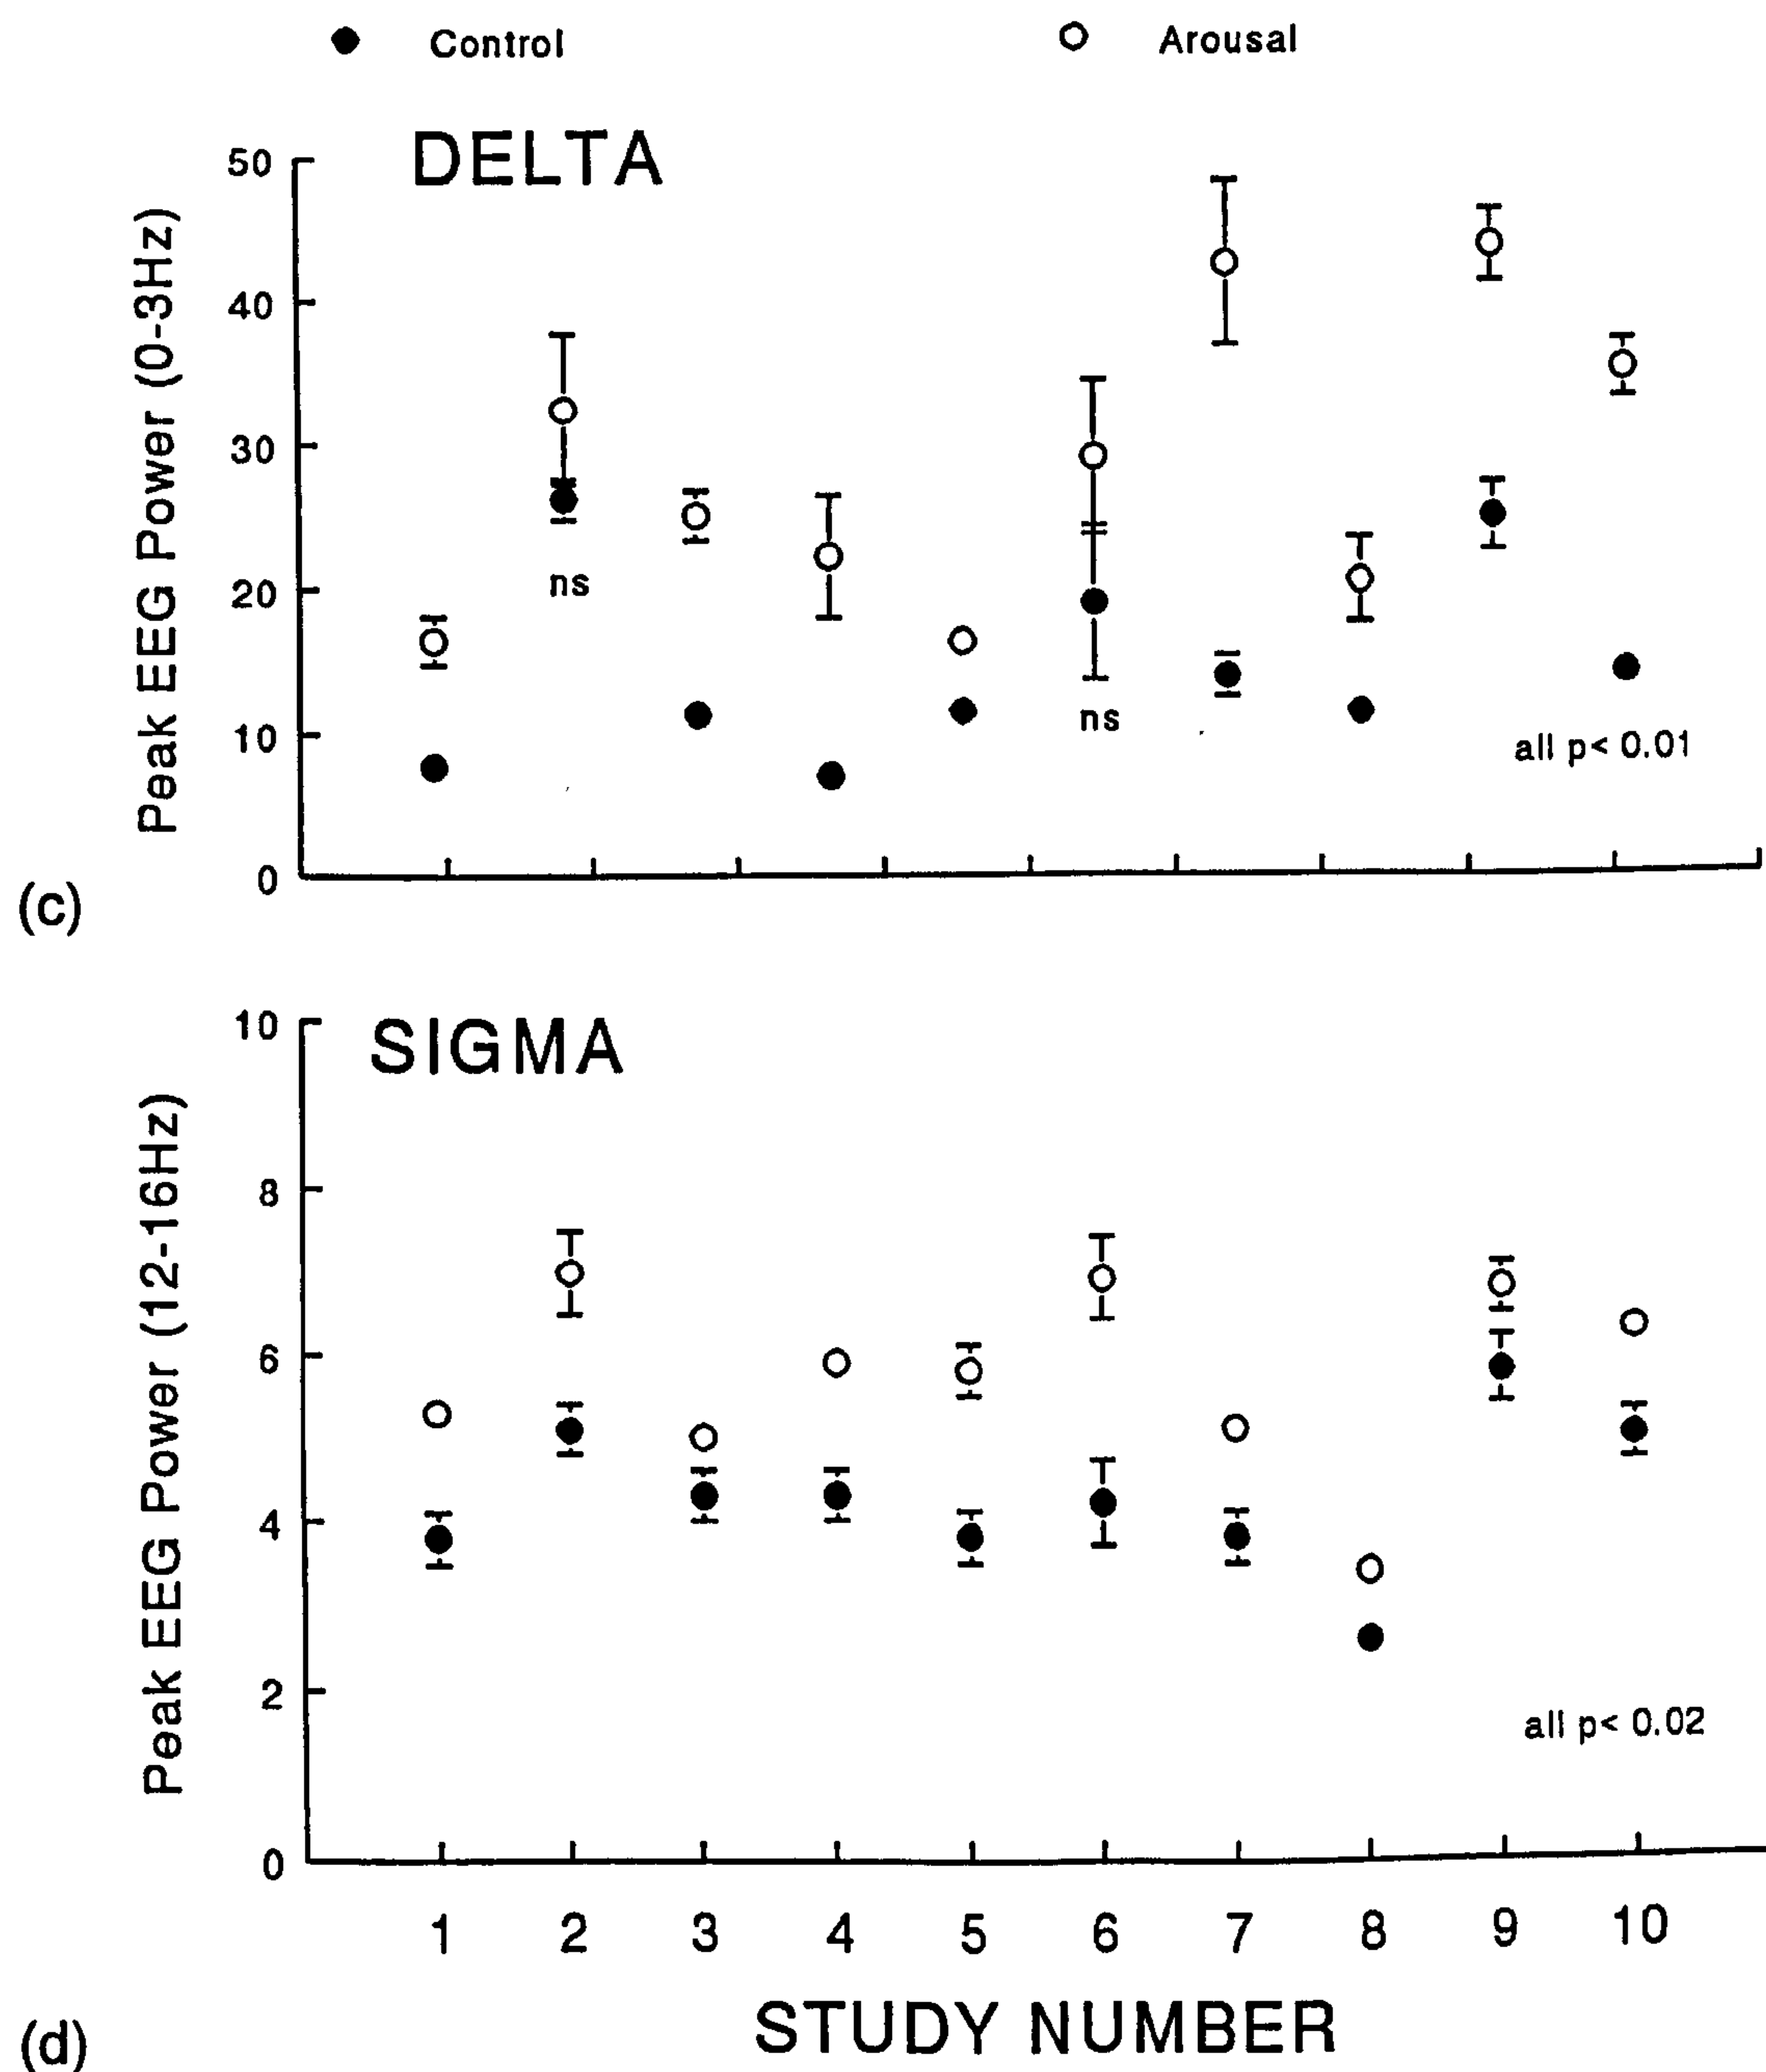 Control Arousal
DELTA
Peak EEG Power (0-3Hz)
50
40
30
20
10
0
ns
ns
all p< 0.01
(c)
SIGMA
Peak EEG Power (12-16Hz)
10
8
6
4
2
0
all p< 0.02
1 2 3 4 5 6 7 8 9 10
STUDY NUMBER
(d)